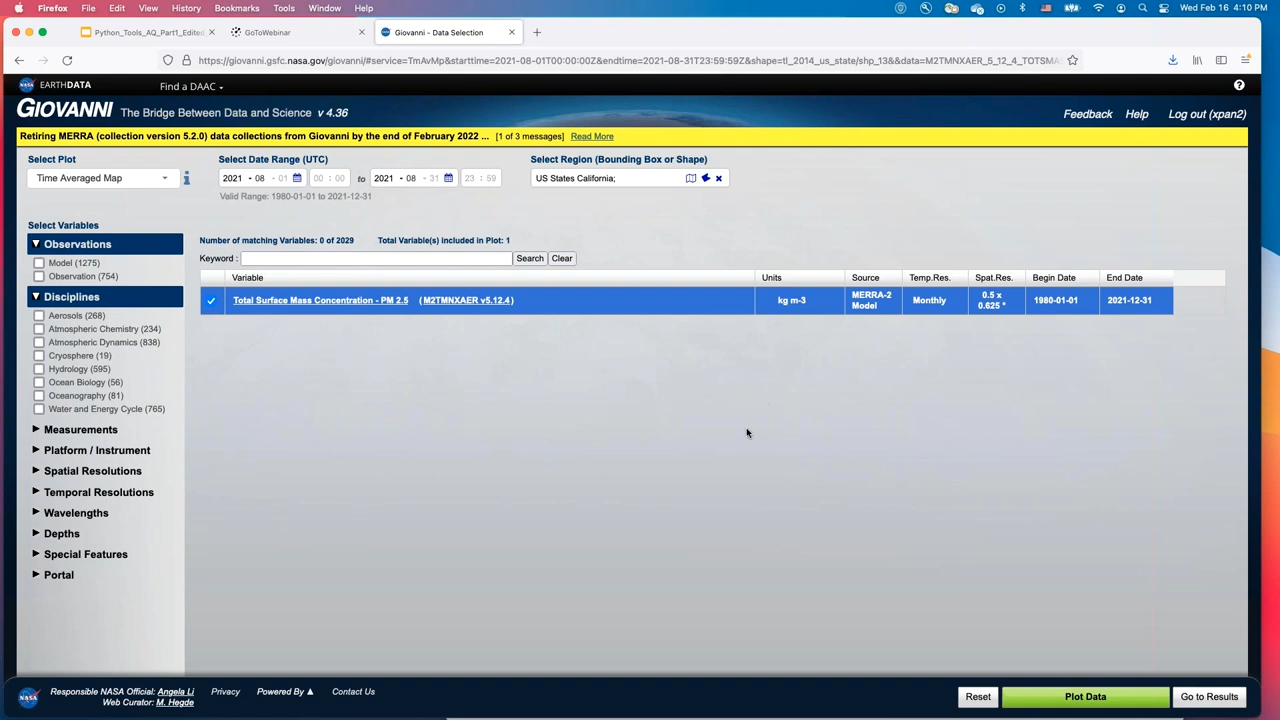 Firefox File Edit View History Bookmarks Tools Window Help Wed Feb 16 4:10 PM
Python_Tools_AQ_Part1_Edited × GoToWebinar × Giovanni - Data Selection × +
https://giovanni.gsfc.nasa.gov/giovanni/#service=TmAvMp&starttime=2021-08-01T00:00:00Z&endtime=2021-08-31T23:59:59Z&shape=tl_2014_us_state/shp_13&&data=M2TMNXAER_5_12_4_TOTSMAS
EARTHDATA Find a DAAC
GIOVANNI The Bridge Between Data and Science v 4.36 Feedback Help Log out (xpan2)
Retiring MERRA (collection version 5.2.0) data collections from Giovanni by the end of February 2022 ... [1 of 3 messages] Read More
Select Plot Select Date Range (UTC) Select Region (Bounding Box or Shape)
Time Averaged Map 2021 - 08 - 01 00 : 00 to 2021 - 08 - 31 23 : 59 US States California;
Valid Range: 1980-01-01 to 2021-12-31
Select Variables
Number of matching Variables: 0 of 2029 Total Variable(s) included in Plot: 1
Keyword : Search Clear
Variable Units Source Temp.Res. Spat.Res. Begin Date End Date
Total Surface Mass Concentration - PM 2.5 (M2TMNXAER v5.12.4) kg m-3 MERRA-2 Model Monthly 0.5 x 0.625 ° 1980-01-01 2021-12-31
Observations
Model (1275)
Observation (754)
Disciplines
Aerosols (268)
Atmospheric Chemistry (234)
Atmospheric Dynamics (838)
Cryosphere (19)
Hydrology (595)
Ocean Biology (56)
Oceanography (81)
Water and Energy Cycle (765)
Measurements
Platform / Instrument
Spatial Resolutions
Temporal Resolutions
Wavelengths
Depths
Special Features
Portal
Responsible NASA Official: Angela Li Privacy Powered By Contact Us
Web Curator: M. Hegde
Reset Plot Data Go to Results